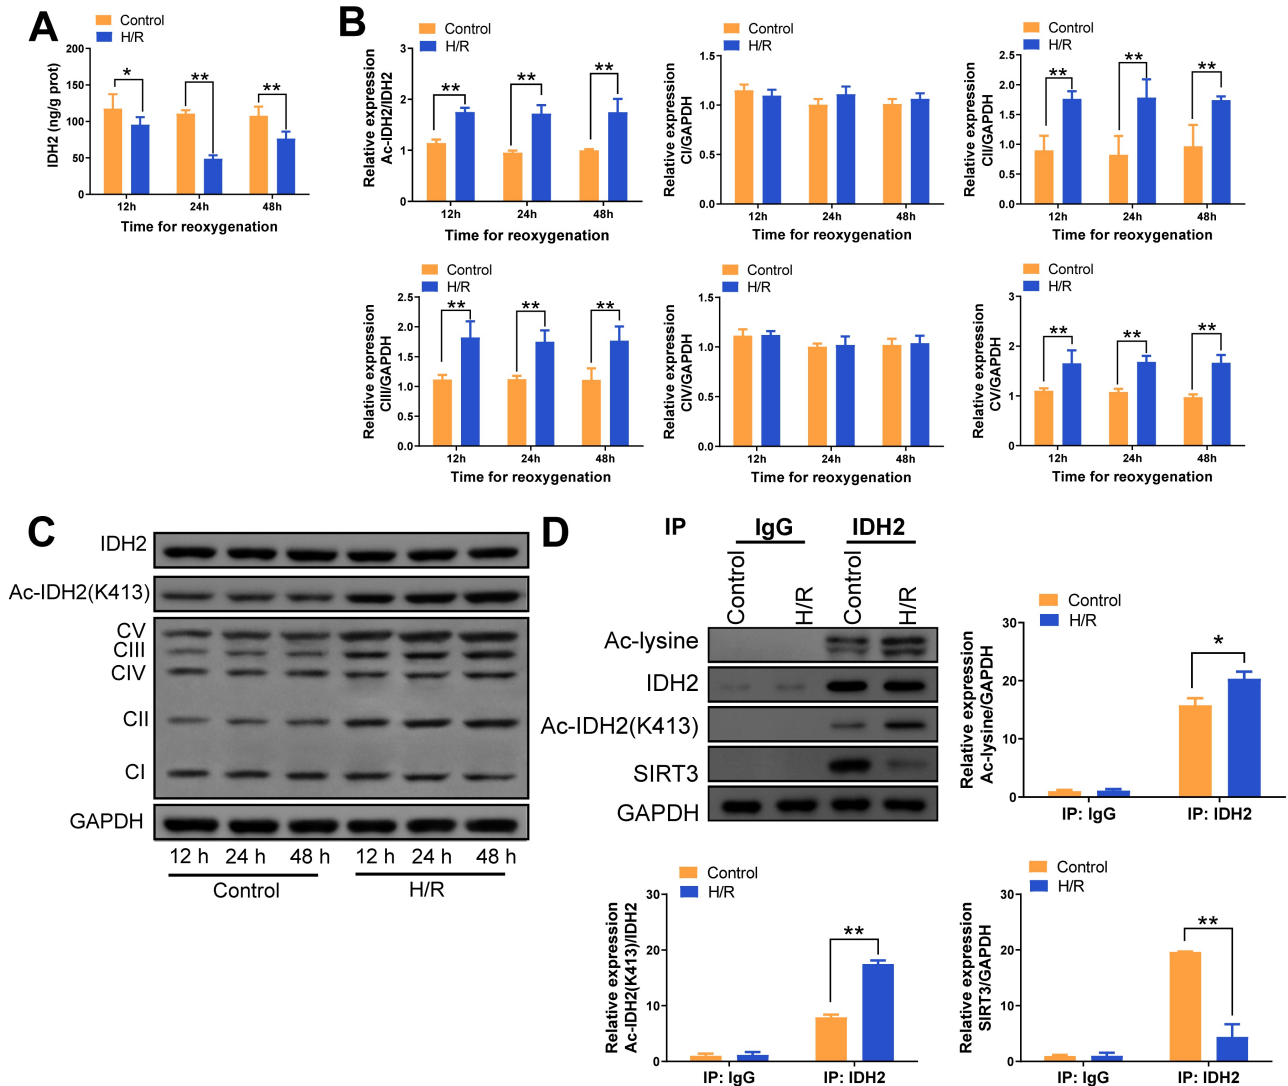 A
Control
H/R
IDH2 (ng/g prot)
200
150
100
50
0
*
**
**
12h
24h
48h
Time for reoxygenation
B
Control
H/R
Relative expression
Ac-IDH2/IDH2
3
2
1
0
**
**
**
12h
24h
48h
Time for reoxygenation
Control
H/R
Relative expression
CI/GAPDH
1.5
1.0
0.5
0.0
12h
24h
48h
Time for reoxygenation
Control
H/R
Relative expression
CII/GAPDH
2.5
2.0
1.5
1.0
0.5
0.0
**
**
**
12h
24h
48h
Time for reoxygenation
Control
H/R
Relative expression
CIII/GAPDH
2.5
2.0
1.5
1.0
0.5
0.0
**
**
**
12h
24h
48h
Time for reoxygenation
Control
H/R
Relative expression
CIV/GAPDH
1.5
1.0
0.5
0.0
12h
24h
48h
Time for reoxygenation
Control
H/R
Relative expression
CV/GAPDH
3
2
1
0
**
**
**
12h
24h
48h
Time for reoxygenation
C
IDH2
Ac-IDH2(K413)
CV
CIII
CIV
CII
CI
GAPDH
12 h 24 h 48 h 12 h 24 h 48 h
Control H/R
D
IP IgG IDH2
Control H/R Control H/R
Ac-lysine
IDH2
Ac-IDH2(K413)
SIRT3
GAPDH
Control
H/R
Relative expression
Ac-lysine/GAPDH
30
20
10
0
*
IP: IgG IP: IDH2
Control
H/R
Relative expression
Ac-IDH2(K413)/IDH2
30
20
10
0
**
IP: IgG IP: IDH2
Control
H/R
Relative expression
SIRT3/GAPDH
30
20
10
0
**
IP: IgG IP: IDH2